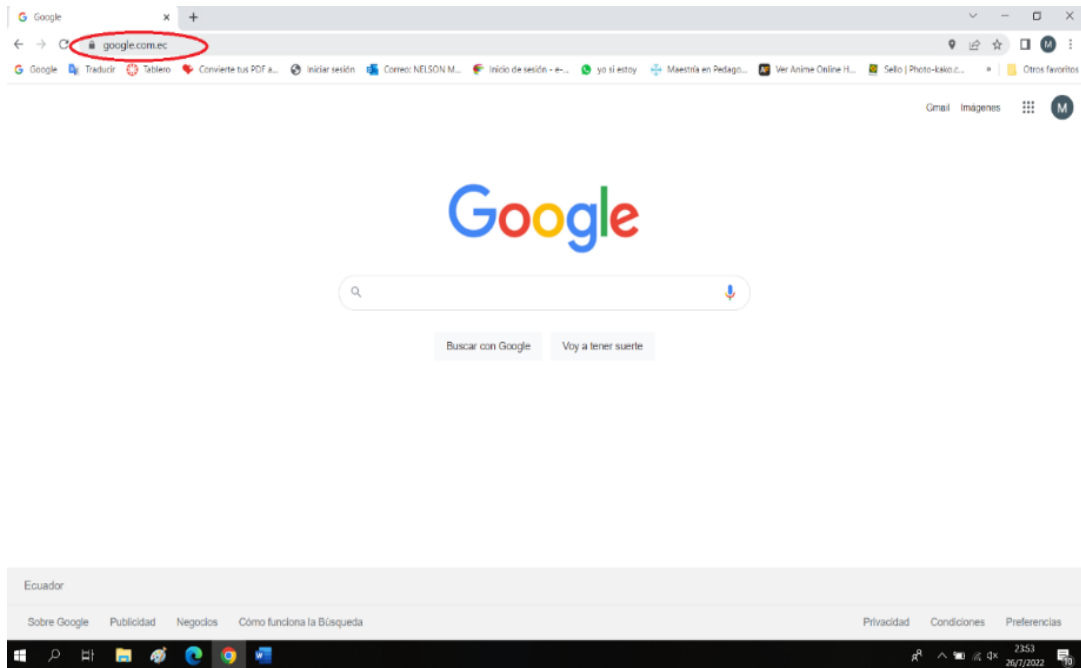 Google
google.com.ec
Google Traducir Tablero Convierte tus PDF a... Iniciar sesión Correo: NELSON M... Inicio de sesión - e-... yo si estoy Maestría en Pedago... Ver Anime Online H... Sello | Photo-kako.c... » Otros favoritos
Gmail Imágenes M
Google
Buscar con Google Voy a tener suerte
Ecuador
Sobre Google Publicidad Negocios Cómo funciona la Búsqueda Privacidad Condiciones Preferencias
23:53
26/7/2022